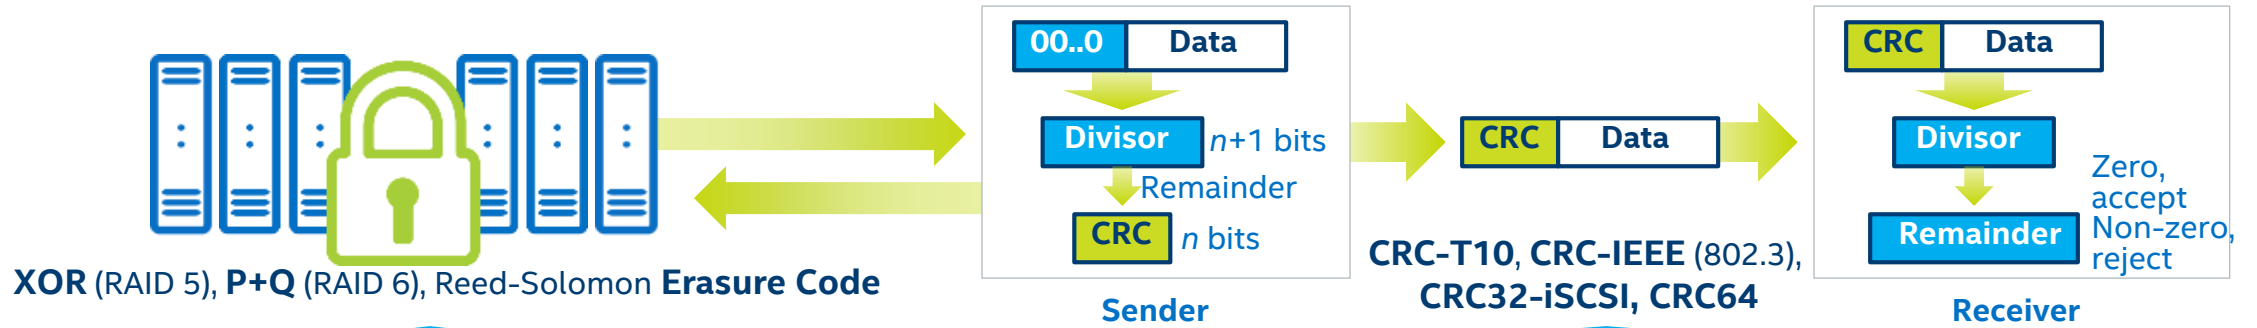 XOR (RAID 5), P+Q (RAID 6), Reed-Solomon Erasure Code
00..0 Data
Divisor n+1 bits
Remainder
CRC n bits
Sender
CRC Data
CRC-T10, CRC-IEEE (802.3),
CRC32-iSCSI, CRC64
CRC Data
Divisor
Remainder
Zero,
accept
Non-zero,
reject
Receiver